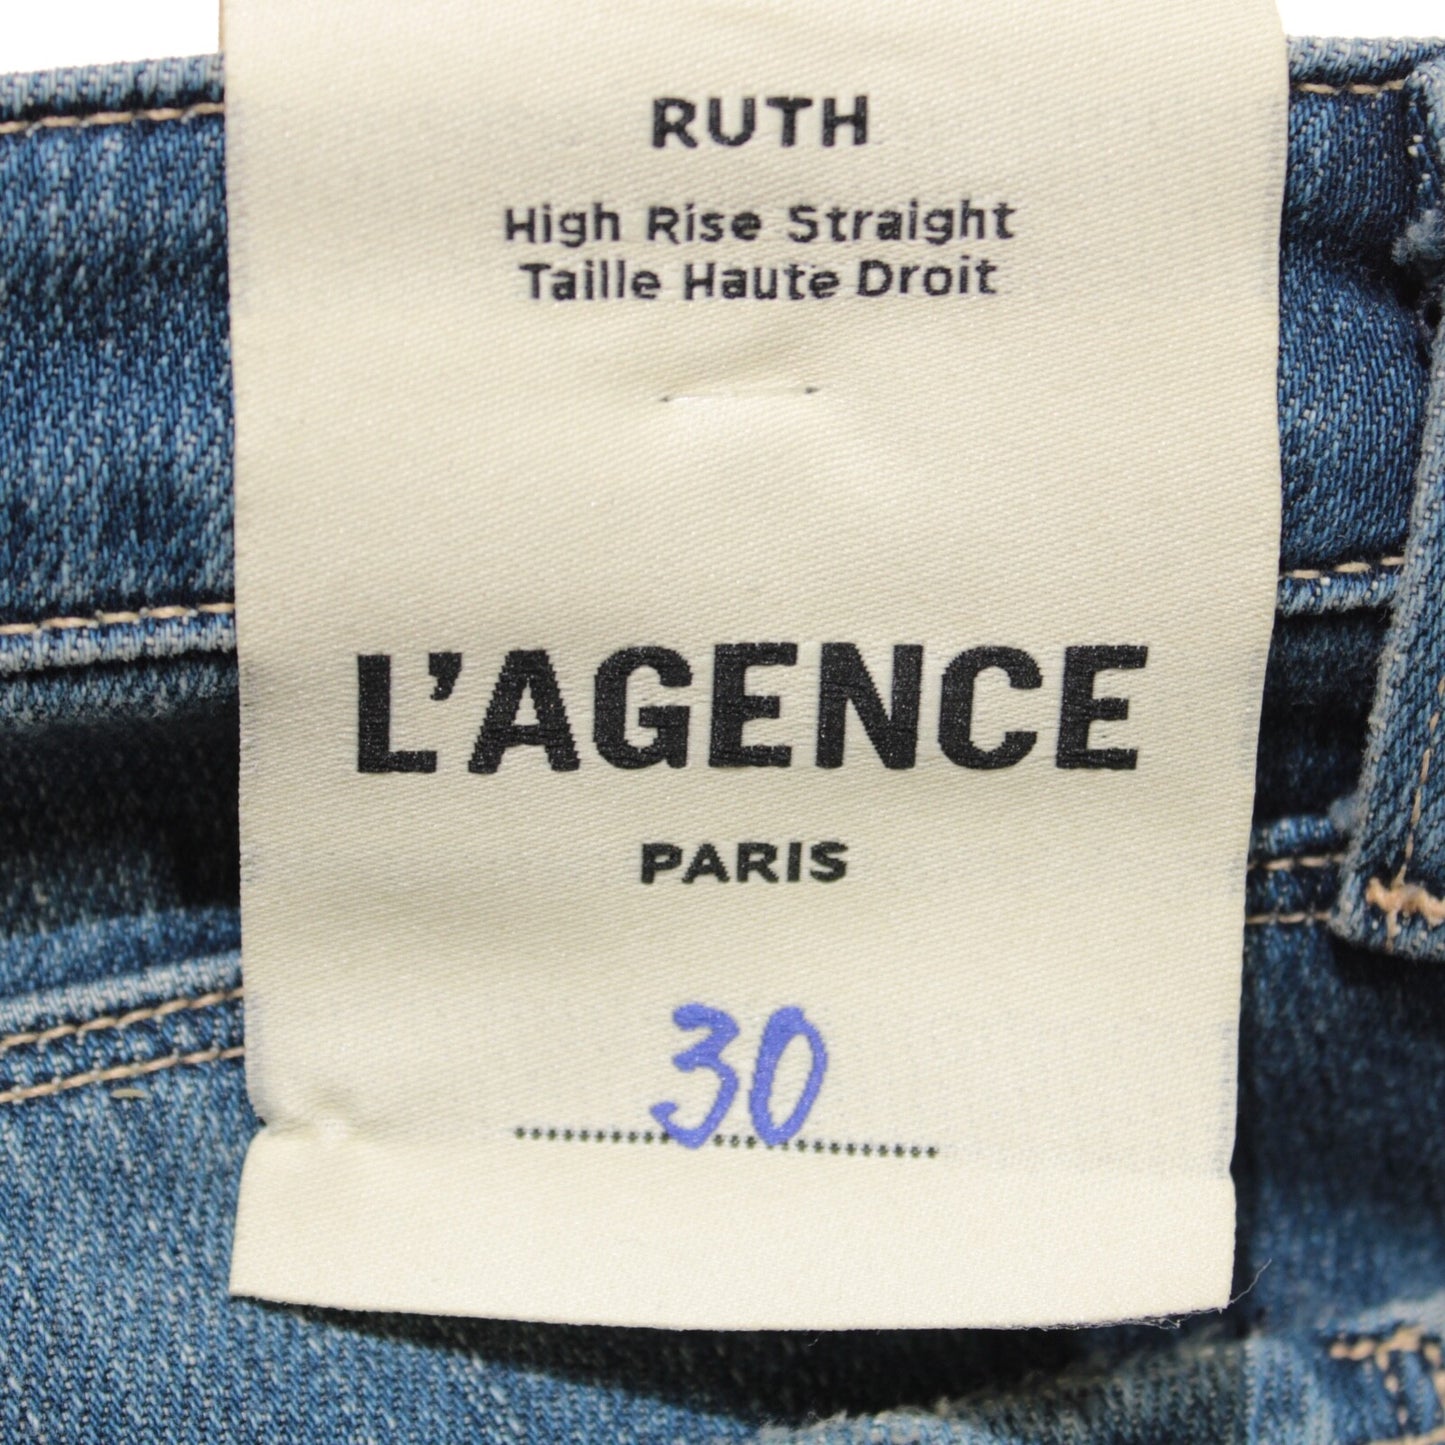 RUTH
High Rise Straight
Taille Haute Droit
L'AGENCE
PARIS
30